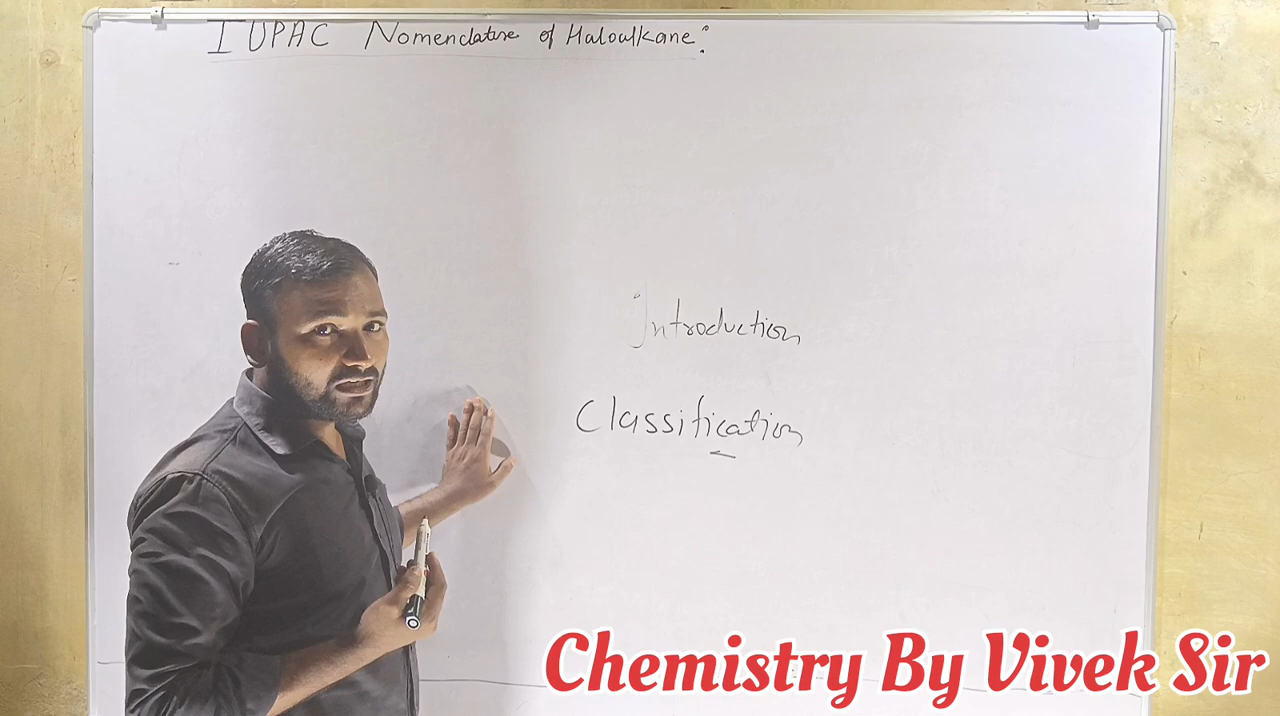 IUPAC Nomenclature of Haloalkane:
Introduction
Classification
Chemistry By Vivek Sir